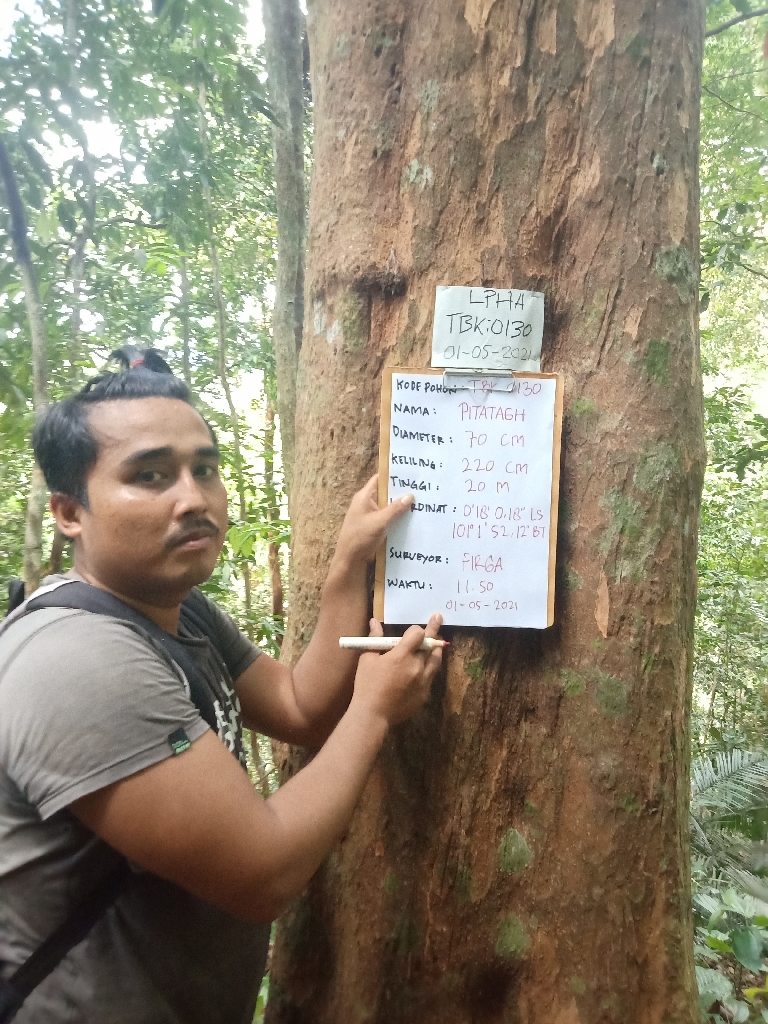 LPHA
TBK:0130
01-05-2021
KODE POHON: TBK 0130
NAMA: PITATAGH
DIAMETER: 70 CM
KELILING: 220 CM
TINGGI: 20 M
RDINAT: 0°18' 0,18" LS
101°1' 52,12" BT
SURVEYOR: FIRGA
WAKTU: 11.50
01-05-2021